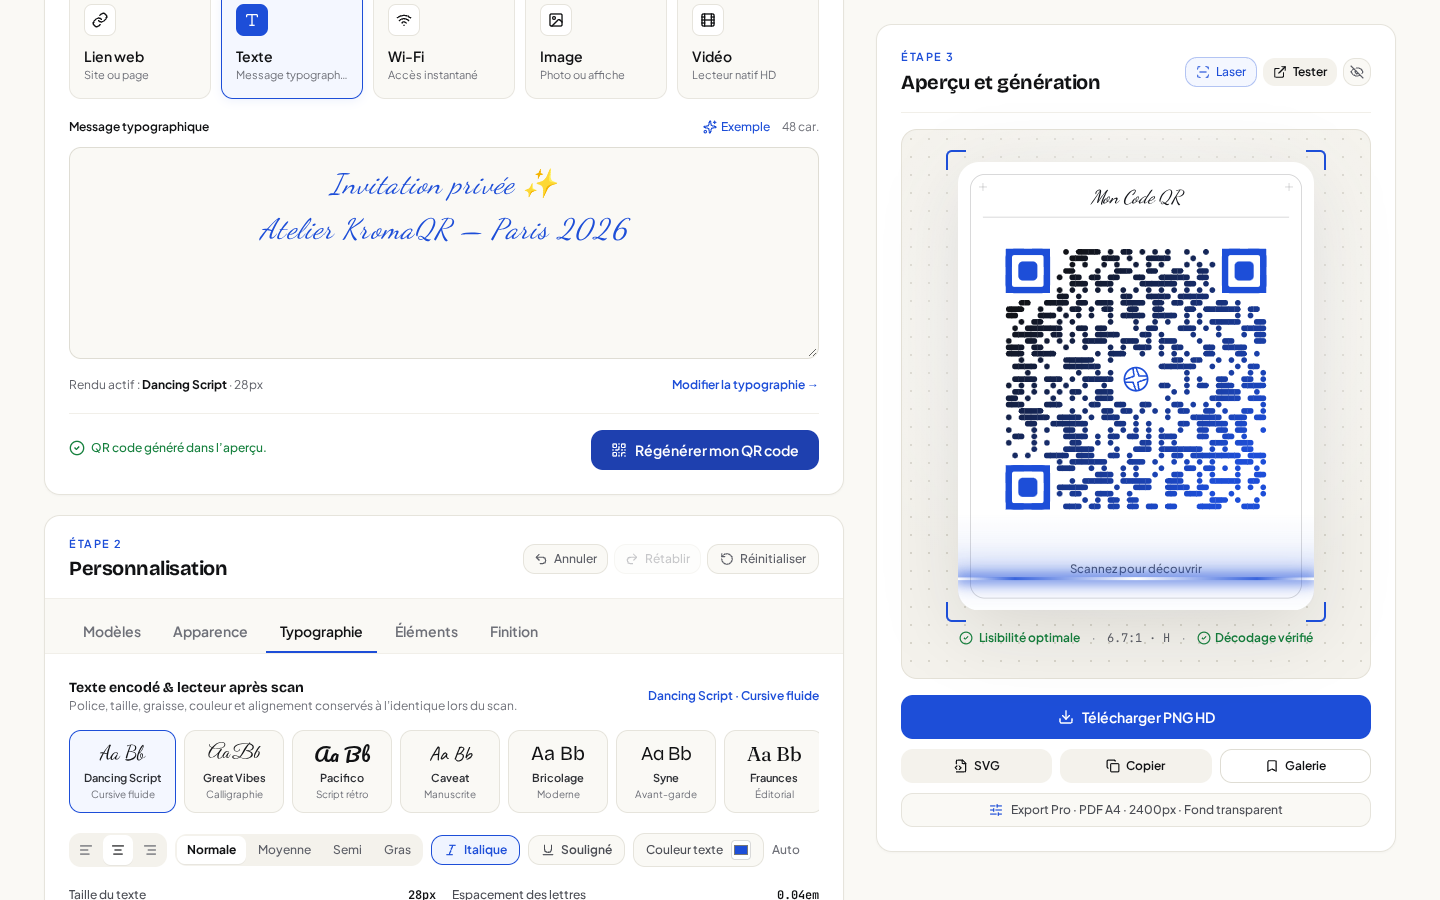 Lien web
Site ou page
Texte
Message typograph...
Wi-Fi
Accès instantané
Image
Photo ou affiche
Vidéo
Lecteur natif HD
Message typographique
Exemple
48 car.
Invitation privée ✨
Atelier KromaQR — Paris 2026
Rendu actif : Dancing Script · 28px
Modifier la typographie →
QR code généré dans l'aperçu.
Régénérer mon QR code
ÉTAPE 2
Personnalisation
Annuler
Rétablir
Réinitialiser
Modèles
Apparence
Typographie
Éléments
Finition
Texte encodé & lecteur après scan
Police, taille, graisse, couleur et alignement conservés à l'identique lors du scan.
Dancing Script · Cursive fluide
Aa Bb
Dancing Script
Cursive fluide
Aa Bb
Great Vibes
Calligraphie
Aa Bb
Pacifico
Script rétro
Aa Bb
Caveat
Manuscrite
Aa Bb
Bricolage
Moderne
Aa Bb
Syne
Avant-garde
Aa Bb
Fraunces
Éditorial
Normale
Moyenne
Semi
Gras
Italique
Souligné
Couleur texte
Auto
Taille du texte
28px
Espacement des lettres
0.04em
ÉTAPE 3
Aperçu et génération
Laser
Tester
Mon Code QR
Scannez pour découvrir
Lisibilité optimale · 6.7:1 · H · Décodage vérifié
Télécharger PNG HD
SVG
Copier
Galerie
Export Pro · PDF A4 · 2400px · Fond transparent